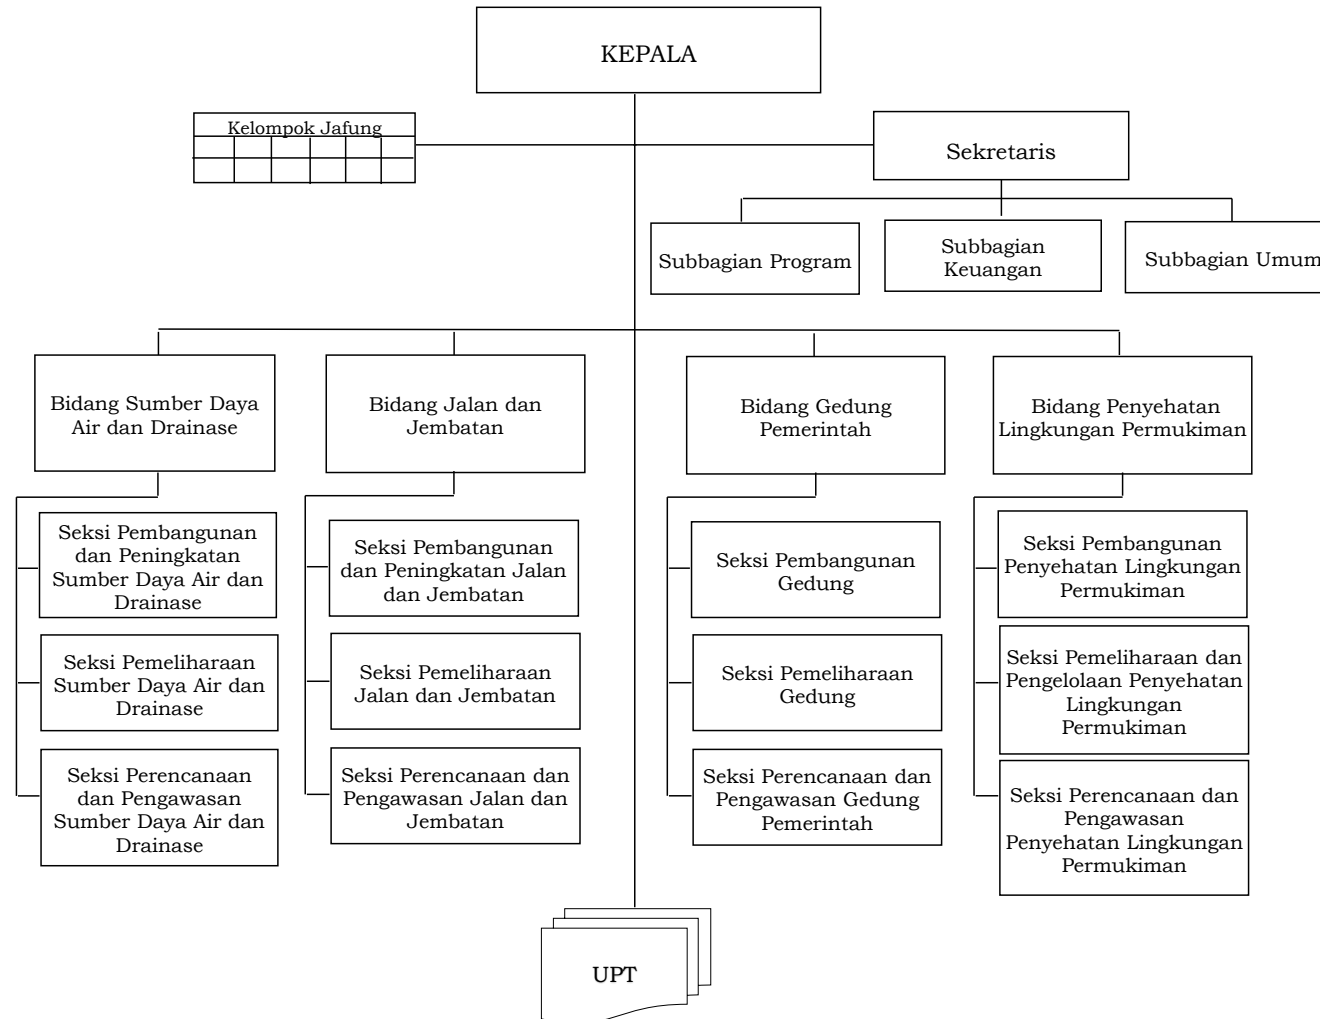 KEPALA
Kelompok Jafung
Sekretaris
Subbagian Program
Subbagian
Keuangan
Subbagian Umum
Bidang Sumber Daya
Air dan Drainase
Bidang Jalan dan
Jembatan
Bidang Gedung
Pemerintah
Bidang Penyehatan
Lingkungan Permukiman
Seksi Pembangunan
dan Peningkatan
Sumber Daya Air dan
Drainase
Seksi Pembangunan
dan Peningkatan Jalan
dan Jembatan
Seksi Pembangunan
Gedung
Seksi Pembangunan
Penyehatan Lingkungan
Permukiman
Seksi Pemeliharaan
Sumber Daya Air dan
Drainase
Seksi Pemeliharaan
Jalan dan Jembatan
Seksi Pemeliharaan
Gedung
Seksi Pemeliharaan dan
Pengelolaan Penyehatan
Lingkungan
Permukiman
Seksi Perencanaan
dan Pengawasan
Sumber Daya Air dan
Drainase
Seksi Perencanaan dan
Pengawasan Jalan dan
Jembatan
Seksi Perencanaan dan
Pengawasan Gedung
Pemerintah
Seksi Perencanaan dan
Pengawasan
Penyehatan Lingkungan
Permukiman
UPT